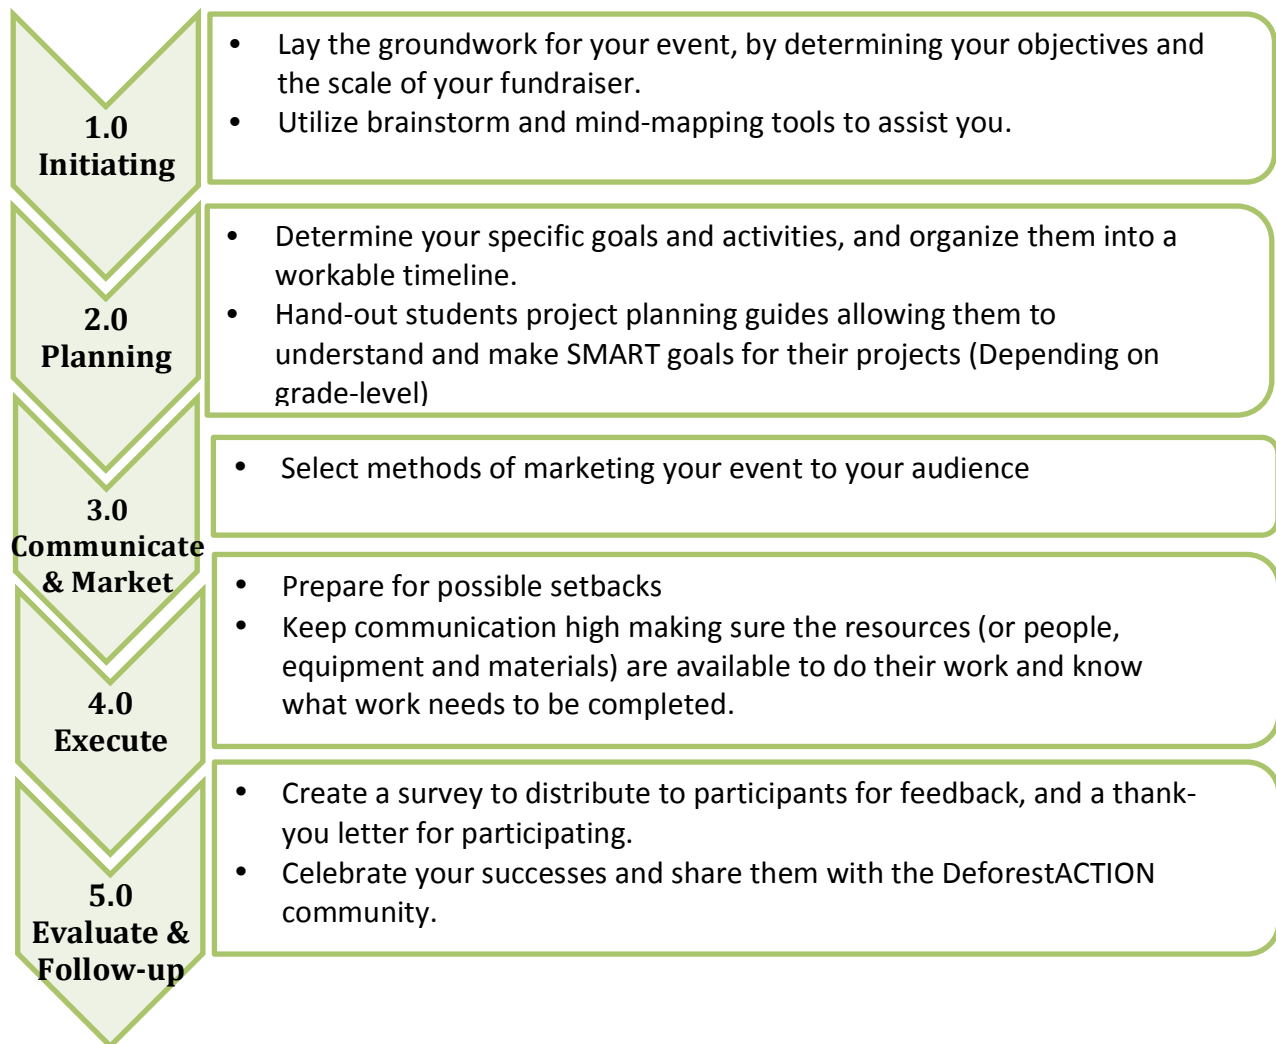 1.0
Initiating
• Lay the groundwork for your event, by determining your objectives and
the scale of your fundraiser.
• Utilize brainstorm and mind-mapping tools to assist you.
2.0
Planning
• Determine your specific goals and activities, and organize them into a
workable timeline.
• Hand-out students project planning guides allowing them to
understand and make SMART goals for their projects (Depending on
grade-level)
3.0
Communicate
& Market
• Select methods of marketing your event to your audience
4.0
Execute
• Prepare for possible setbacks
• Keep communication high making sure the resources (or people,
equipment and materials) are available to do their work and know
what work needs to be completed.
5.0
Evaluate &
Follow-up
• Create a survey to distribute to participants for feedback, and a thank-
you letter for participating.
• Celebrate your successes and share them with the DeforestACTION
community.